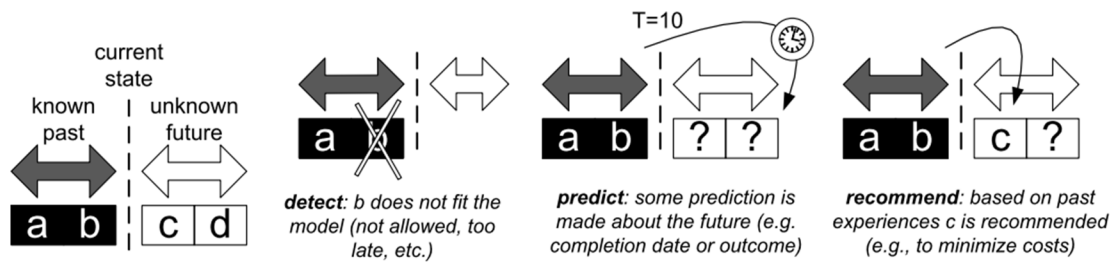 current
state
known
past
unknown
future
a b
c d
a b
detect: b does not fit the
model (not allowed, too
late, etc.)
T=10
a b
? ?
predict: some prediction is
made about the future (e.g.
completion date or outcome)
a b
c ?
recommend: based on past
experiences c is recommended
(e.g., to minimize costs)